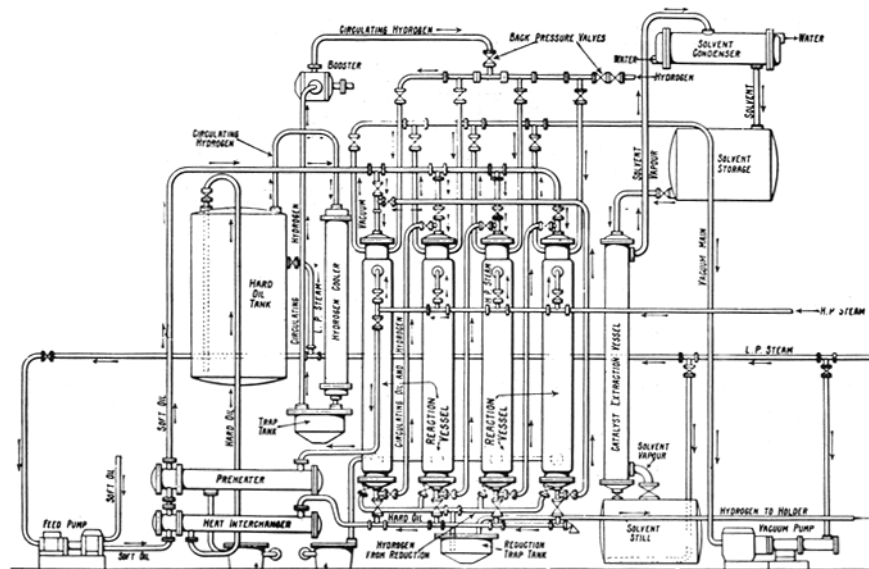 CIRCULATING HYDROGEN
BACK PRESSURE VALVES
WATER
SOLVENT
CONDENSER
WATER
HYDROGEN
BOOSTER
SOLVENT
CIRCULATING
HYDROGEN
SOLVENT
STORAGE
SOLVENT
VAPOUR
VACUUM
VACUUM MAIN
HARD
OIL
TANK
CIRCULATING HYDROGEN
L.P. STEAM
HYDROGEN COOLER
H.P STEAM
H.P STEAM
L.P. STEAM
CIRCULATING OIL AND HYDROGEN
REACTION
VESSEL
REACTION
VESSEL
CATALYST EXTRACTION VESSEL
SOFT OIL
HARD OIL
TRAP
TANK
SOLVENT
VAPOUR
SOFT OIL
PREHEATER
FEED PUMP
HEAT INTERCHANGER
SOFT OIL
HARD OIL
HYDROGEN
FROM REDUCTION
REDUCTION
TRAP TANK
SOLVENT
STILL
HYDROGEN TO HOLDER
VACUUM PUMP